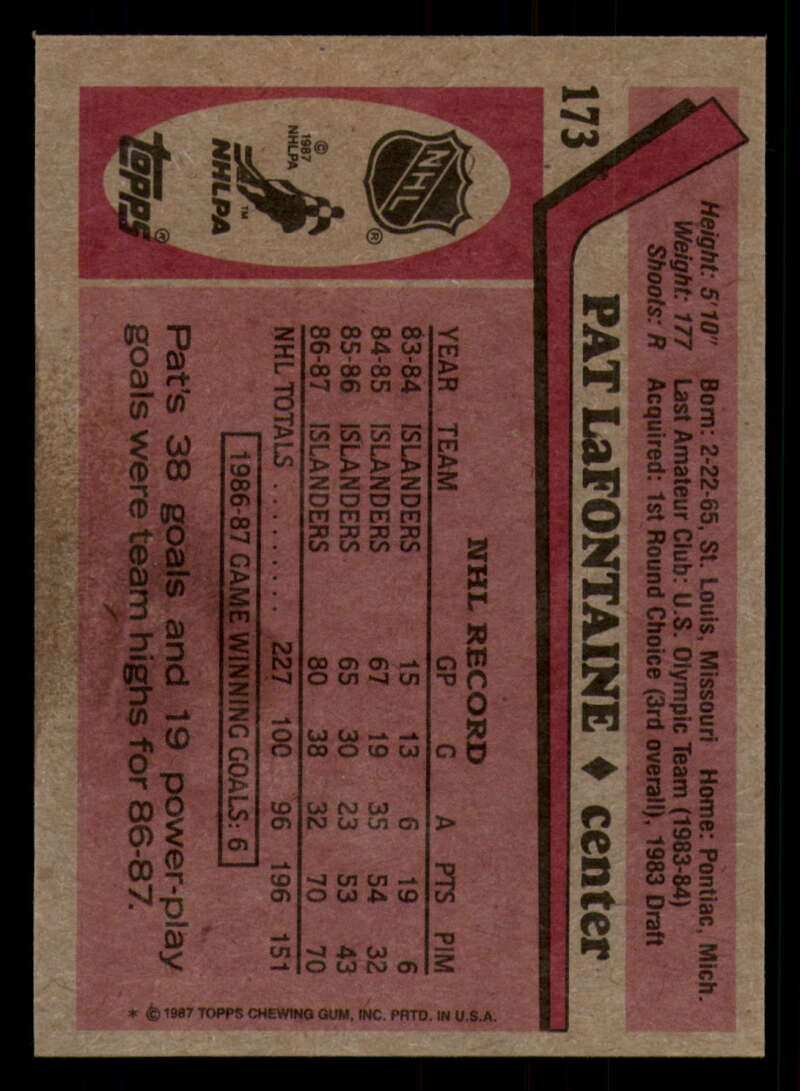 173
Height: 5'10" Born: 2-22-65, St. Louis, Missouri Home: Pontiac, Mich.
Weight: 177 Last Amateur Club: U.S. Olympic Team (1983-84)
Shoots: R Acquired: 1st Round Choice (3rd overall), 1983 Draft
PAT LaFONTAINE ♦ center
NHL
®
© 1987 NHLPA
NHLPA™
TOPPS®
NHL RECORD
YEAR TEAM GP G A PTS PIM
83-84 ISLANDERS 15 13 6 19 6
84-85 ISLANDERS 67 19 35 54 32
85-86 ISLANDERS 65 30 23 53 43
86-87 ISLANDERS 80 38 32 70 70
NHL TOTALS ......... 227 100 96 196 151
1986-87 GAME WINNING GOALS: 6
Pat's 38 goals and 19 power-play
goals were team highs for 86-87.
* © 1987 TOPPS CHEWING GUM, INC. PRTD. IN U.S.A.